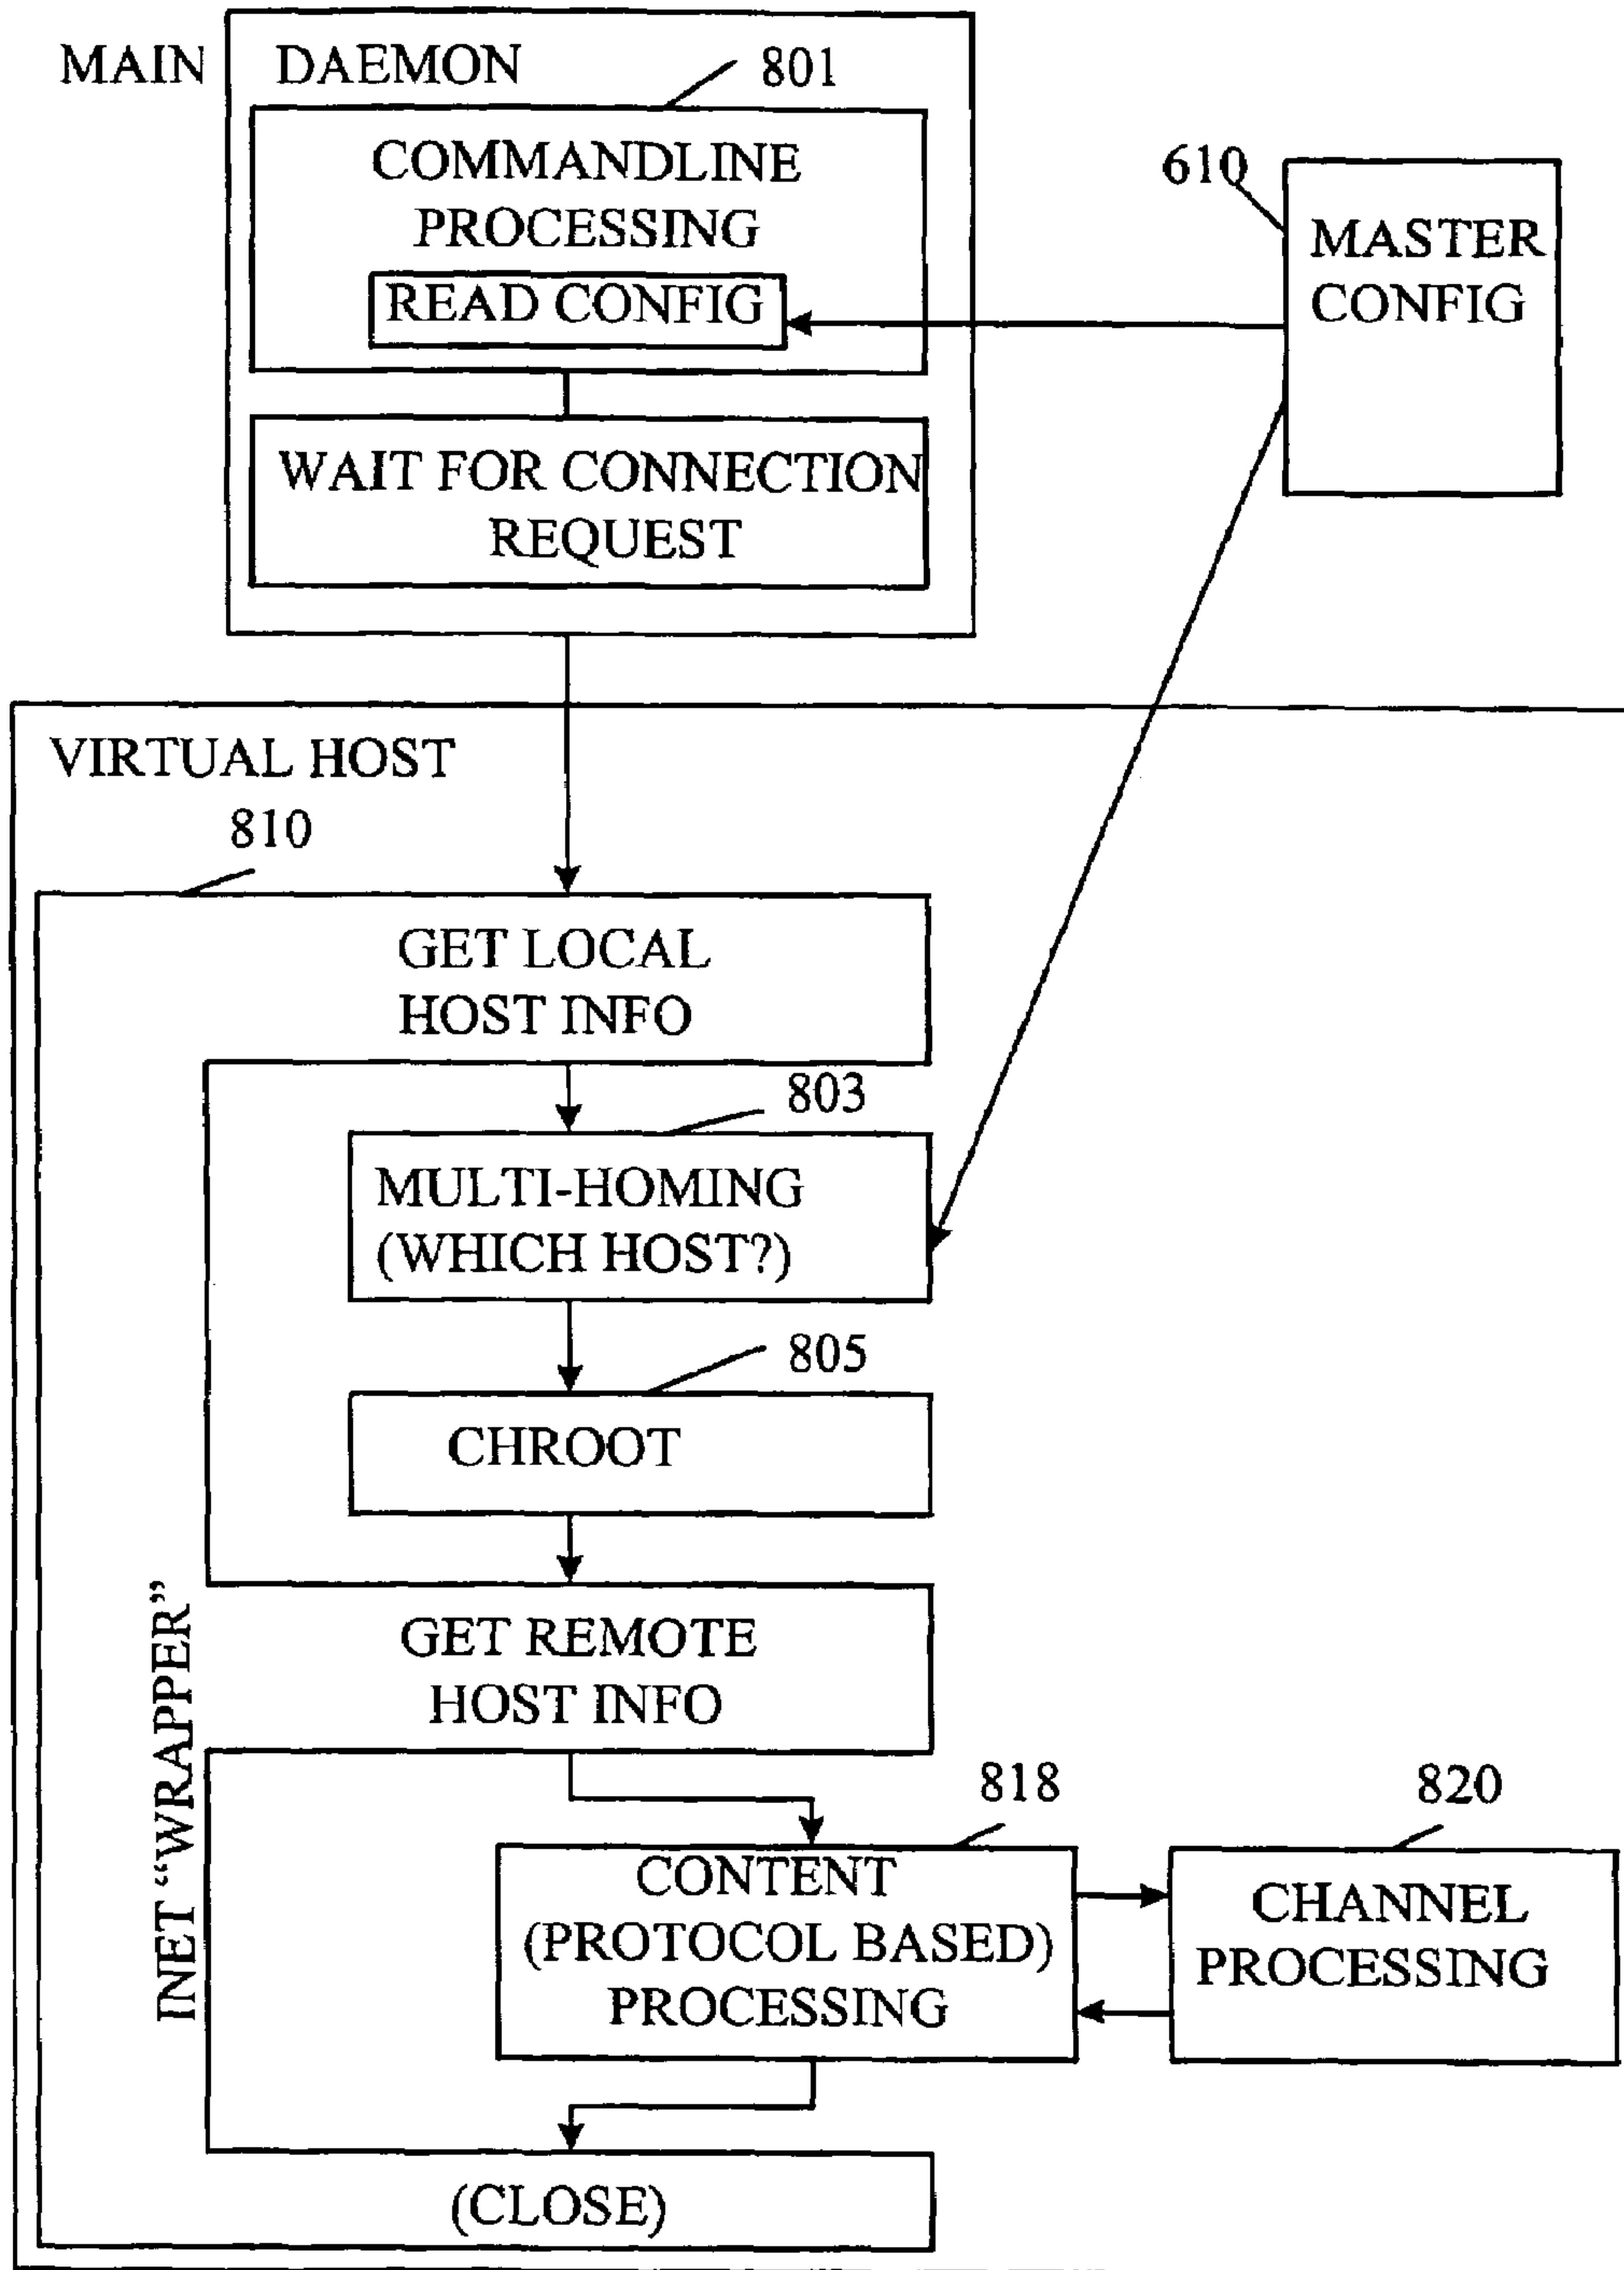 MAIN
DAEMON
801
COMMANDLINE
PROCESSING
READ CONFIG
610
MASTER
CONFIG
WAIT FOR CONNECTION
REQUEST
VIRTUAL HOST
810
GET LOCAL
HOST INFO
803
MULTI-HOMING
(WHICH HOST?)
805
CHROOT
INET “WRAPPER”
GET REMOTE
HOST INFO
818
CONTENT
(PROTOCOL BASED)
PROCESSING
820
CHANNEL
PROCESSING
(CLOSE)